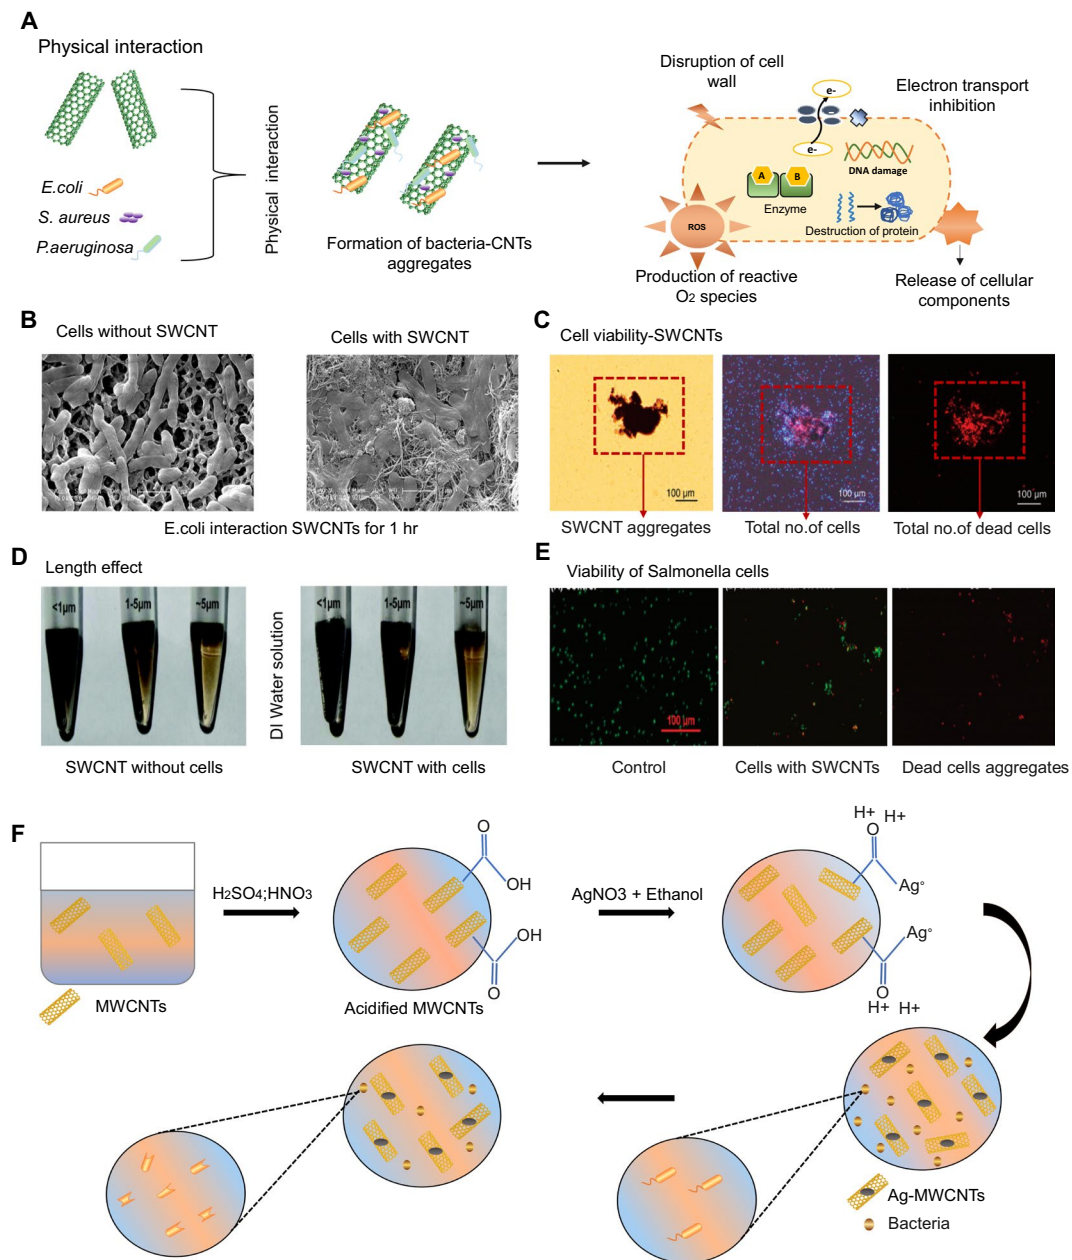 A
Physical interaction
E.coli
S. aureus
P.aeruginosa
Physical interaction
Formation of bacteria-CNTs
aggregates
Disruption of cell
wall
e-
e-
Electron transport
inhibition
A
B
Enzyme
DNA damage
Destruction of protein
ROS
Production of reactive
O2 species
Release of cellular
components
B
Cells without SWCNT
Cells with SWCNT
E.coli interaction SWCNTs for 1 hr
C
Cell viability-SWCNTs
100 µm
100 µm
100 µm
SWCNT aggregates
Total no.of cells
Total no.of dead cells
D
Length effect
<1µm
1-5µm
~5µm
DI Water solution
<1µm
1-5µm
~5µm
SWCNT without cells
SWCNT with cells
E
Viability of Salmonella cells
100 µm
Control
Cells with SWCNTs
Dead cells aggregates
F
MWCNTs
H2SO4;HNO3
O
OH
OH
O
Acidified MWCNTs
AgNO3 + Ethanol
H+ H+
O
Ag°
Ag°
O
H+ H+
Ag-MWCNTs
Bacteria